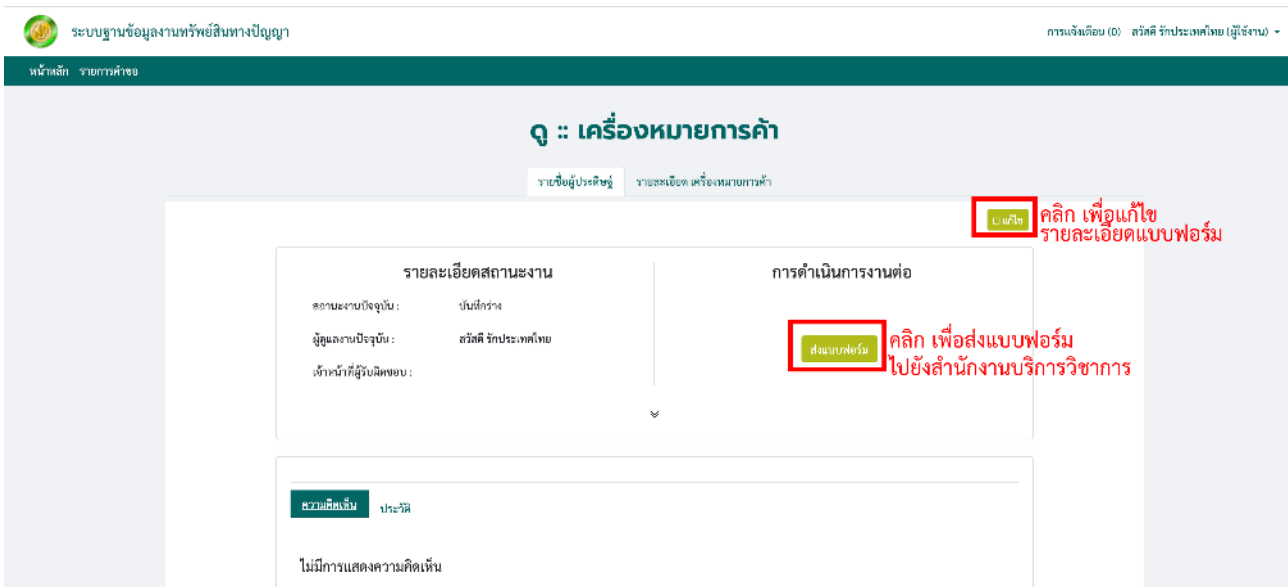 ระบบฐานข้อมูลงานทรัพย์สินทางปัญญา
การแจ้งเตือน (0) สวัสดี รักประเทศไทย (ผู้ใช้งาน)
หน้าหลัก รายการคำขอ
ดู :: เครื่องหมายการค้า
รายชื่อผู้ประดิษฐ์ รายละเอียด เครื่องหมายการค้า
แก้ไข
คลิก เพื่อแก้ไข
รายละเอียดแบบฟอร์ม
รายละเอียดสถานะงาน
การดำเนินการงานต่อ
สถานะงานปัจจุบัน : บันทึกร่าง
ผู้ดูแลงานปัจจุบัน : สวัสดี รักประเทศไทย
เจ้าหน้าที่ผู้รับผิดชอบ :
ส่งแบบฟอร์ม
คลิก เพื่อส่งแบบฟอร์ม
ไปยังสำนักงานบริการวิชาการ
ความคิดเห็น ประวัติ
ไม่มีการแสดงความคิดเห็น